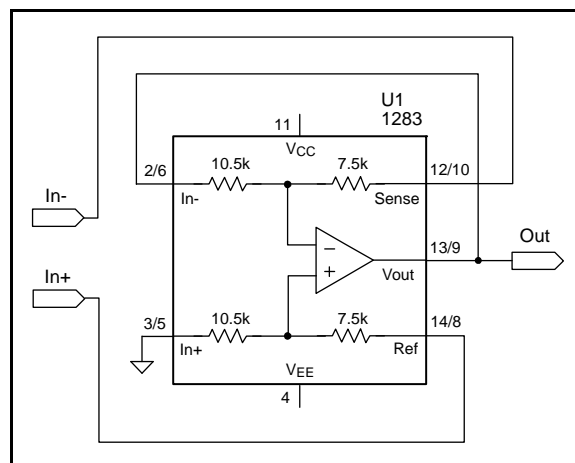 U1
1283
11
VCC
2/6
10.5k
7.5k
12/10
In-
In-
Sense
−
13/9
Out
+
Vout
In+
3/5
10.5k
7.5k
14/8
In+
Ref
VEE
4